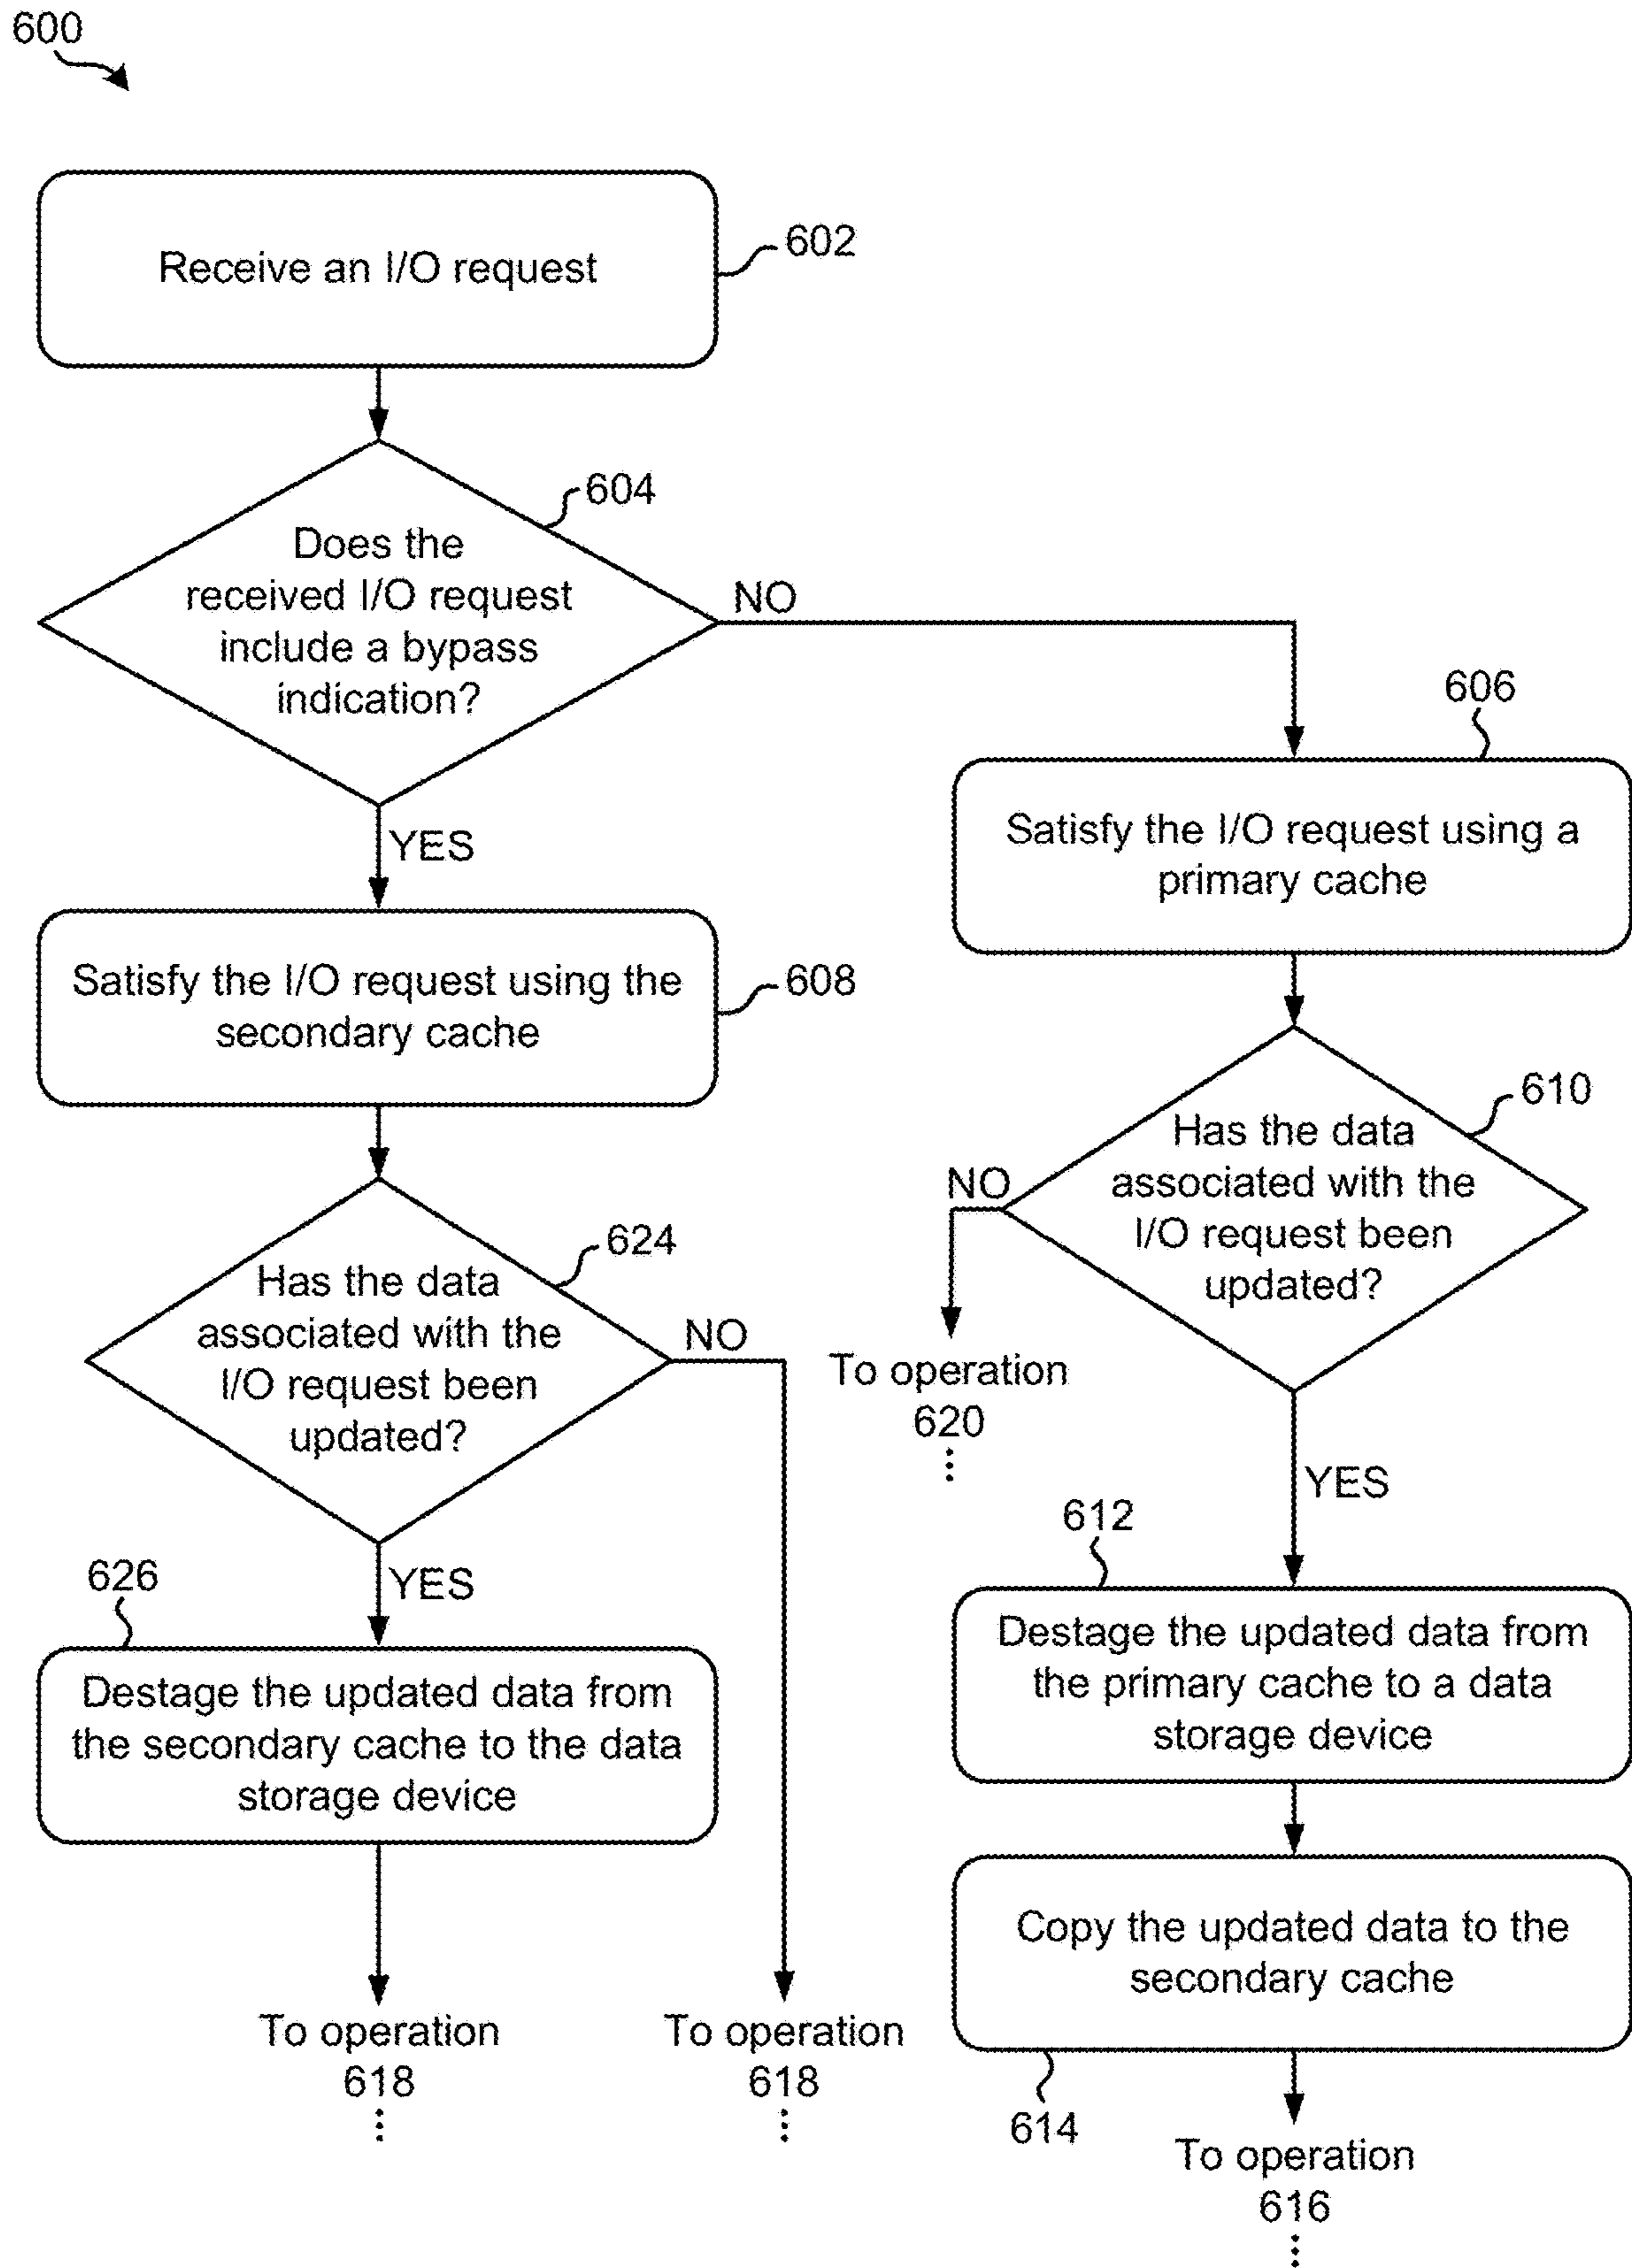 600
Receive an I/O request
602
604
Does the
received I/O request
include a bypass
indication?
NO
YES
606
Satisfy the I/O request using a
primary cache
Satisfy the I/O request using the
secondary cache
608
610
Has the data
associated with the
I/O request been
updated?
NO
To operation
620
YES
624
Has the data
associated with the
I/O request been
updated?
NO
YES
612
Destage the updated data from
the primary cache to a data
storage device
626
Destage the updated data from
the secondary cache to the data
storage device
Copy the updated data to the
secondary cache
614
To operation
618
To operation
618
To operation
616